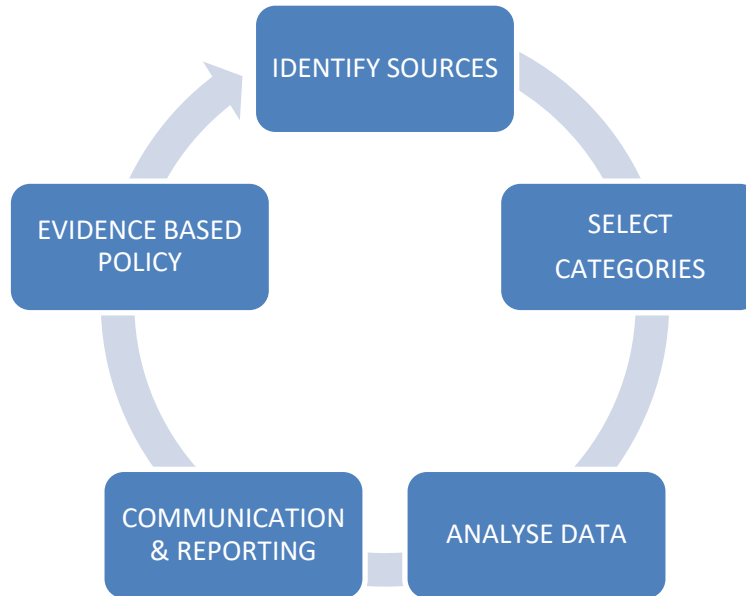 IDENTIFY SOURCES
SELECT
CATEGORIES
ANALYSE DATA
COMMUNICATION
& REPORTING
EVIDENCE BASED
POLICY